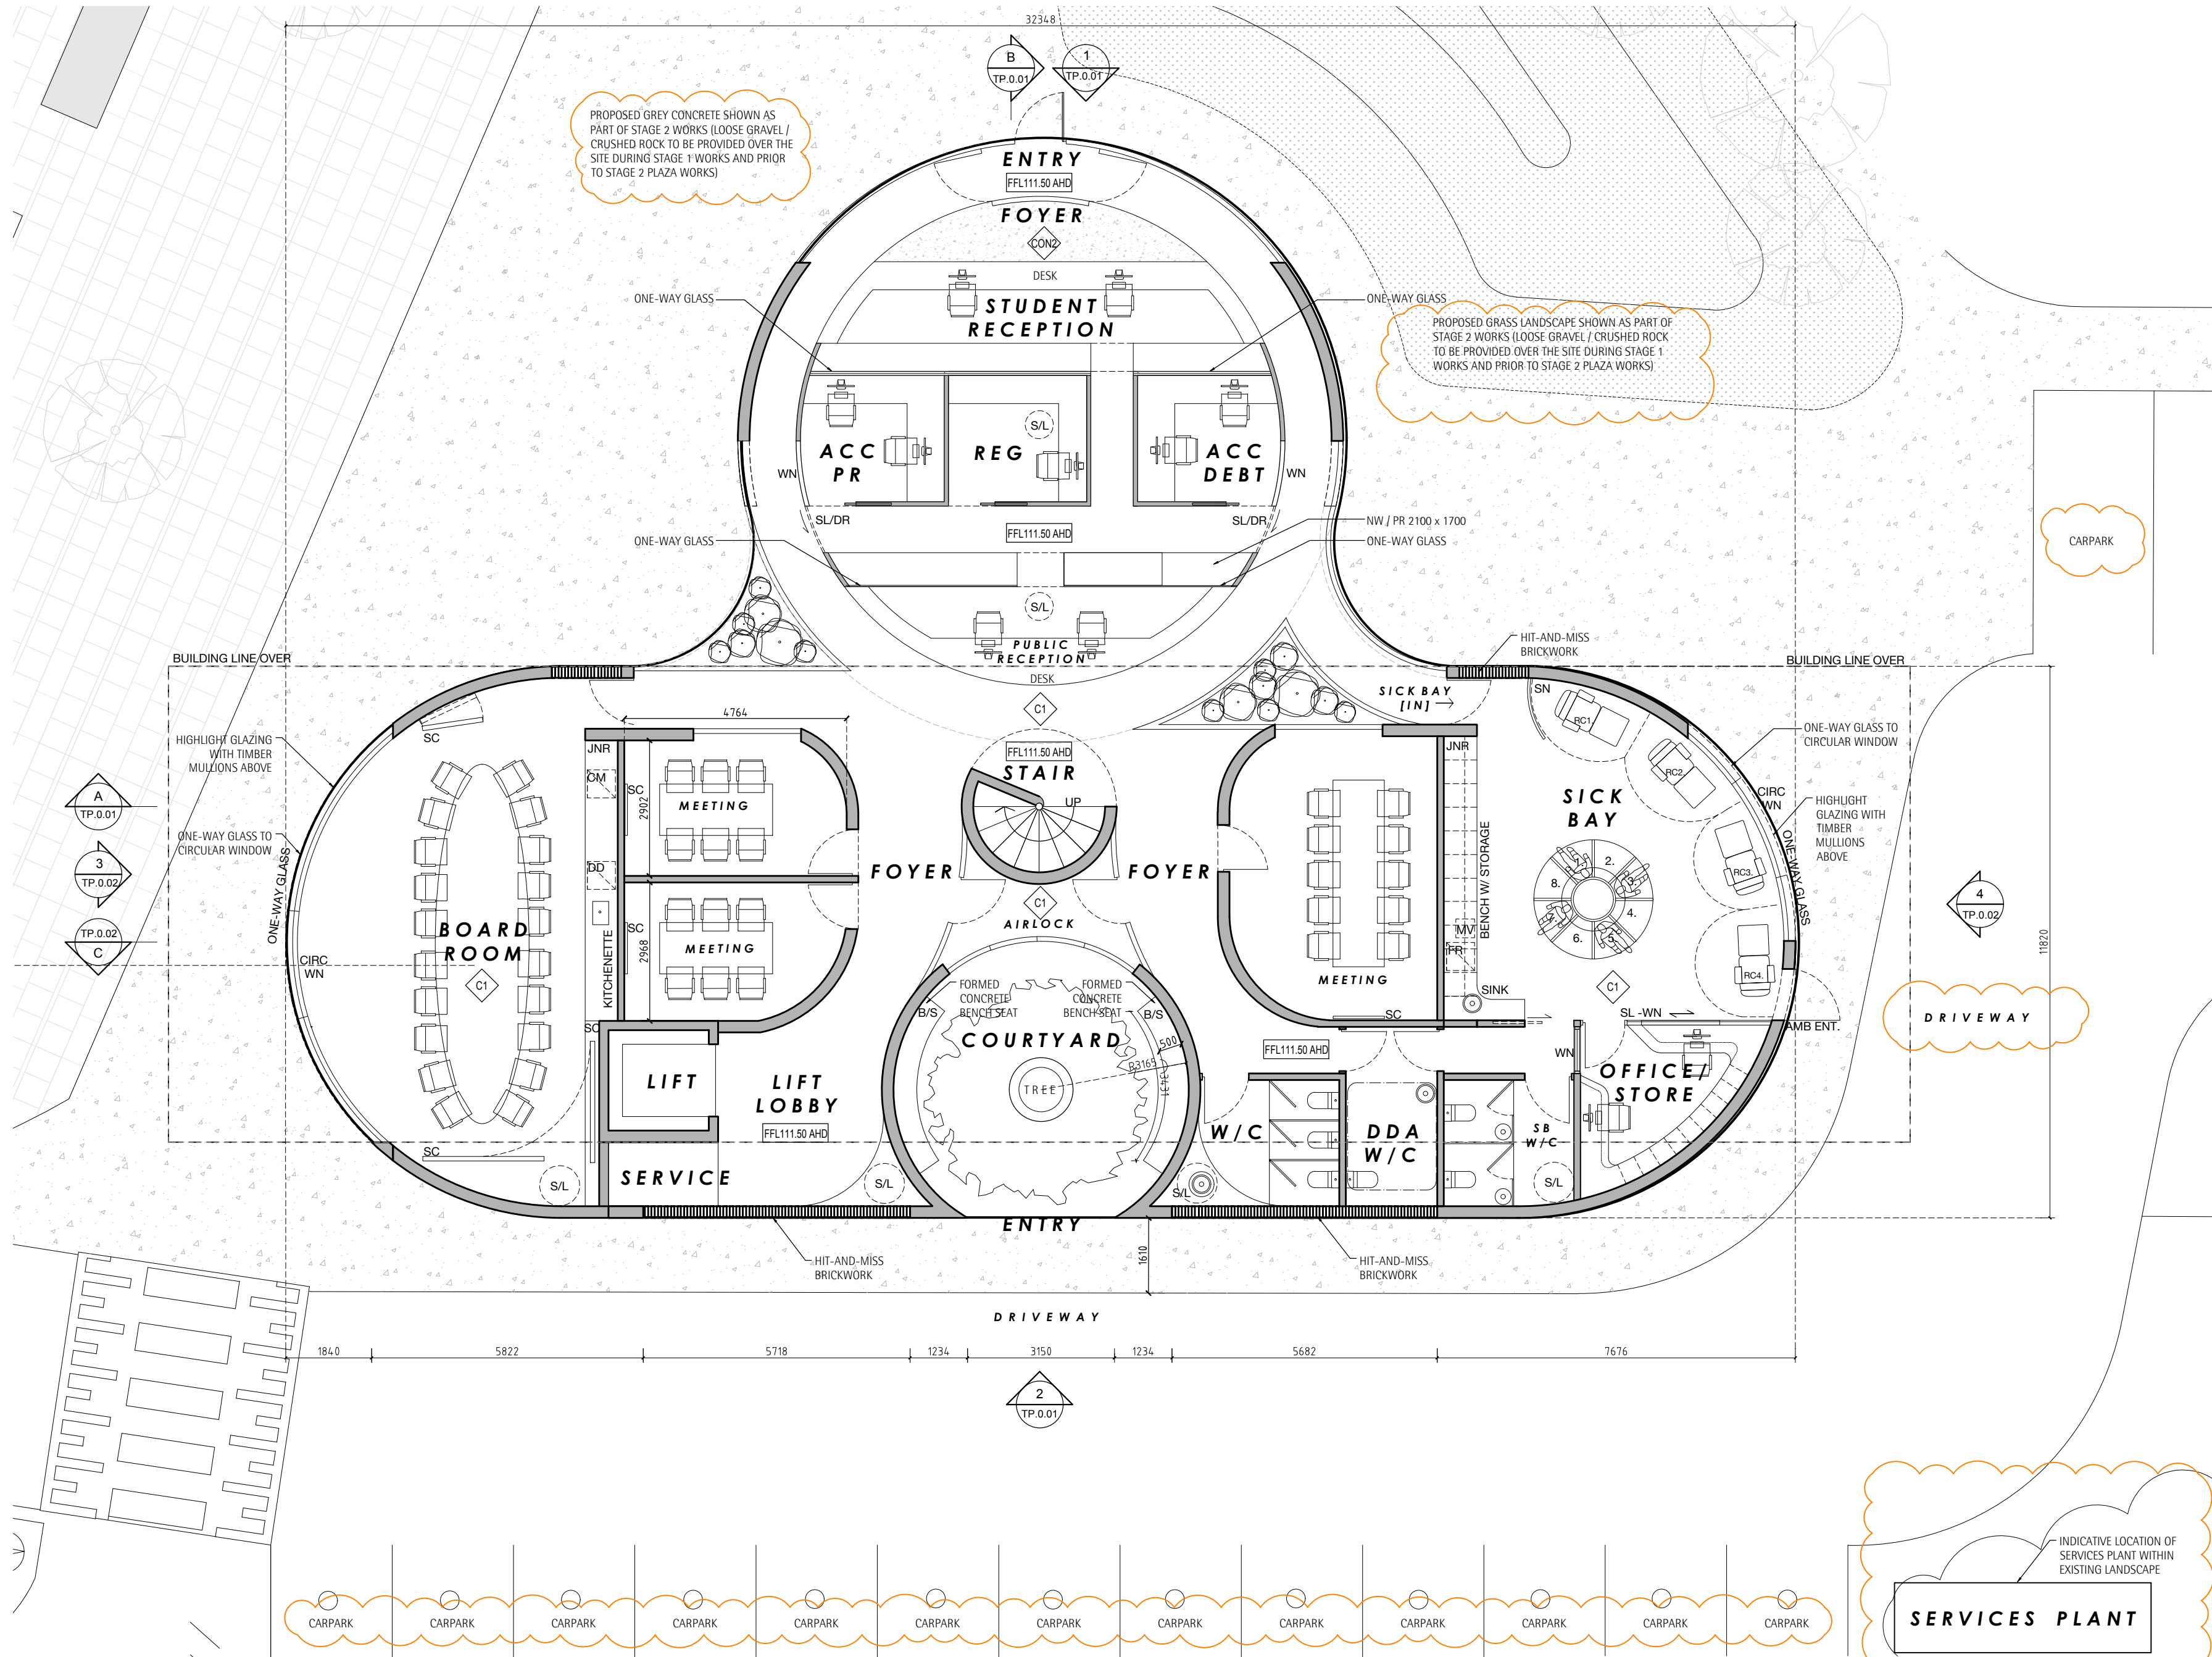 32348
B
TP.0.01
1
TP.0.01
PROPOSED GREY CONCRETE SHOWN AS
PART OF STAGE 2 WORKS (LOOSE GRAVEL /
CRUSHED ROCK TO BE PROVIDED OVER THE
SITE DURING STAGE 1 WORKS AND PRIOR
TO STAGE 2 PLAZA WORKS)
ENTRY
FFL111.50 AHD
FOYER
CON2
DESK
ONE-WAY GLASS
STUDENT
RECEPTION
ONE-WAY GLASS
PROPOSED GRASS LANDSCAPE SHOWN AS PART OF
STAGE 2 WORKS (LOOSE GRAVEL / CRUSHED ROCK
TO BE PROVIDED OVER THE SITE DURING STAGE 1
WORKS AND PRIOR TO STAGE 2 PLAZA WORKS)
S/L
ACC
PR
REG
ACC
DEBT
WN
WN
SL/DR
SL/DR
FFL111.50 AHD
NW / PR 2100 x 1700
ONE-WAY GLASS
ONE-WAY GLASS
CARPARK
S/L
PUBLIC
RECEPTION
DESK
HIT-AND-MISS
BRICKWORK
BUILDING LINE OVER
BUILDING LINE OVER
SICK BAY
[IN]
SN
RC1.
4764
C1
HIGHLIGHT GLAZING
WITH TIMBER
MULLIONS ABOVE
SC
JNR
FFL111.50 AHD
STAIR
UP
JNR
ONE-WAY GLASS TO
CIRCULAR WINDOW
RC2.
CM
SC
2902
MEETING
SICK
BAY
CIRC
WN
HIGHLIGHT
GLAZING WITH
TIMBER
MULLIONS
ABOVE
A
TP.0.01
ONE-WAY GLASS TO
CIRCULAR WINDOW
3
TP.0.02
ONE-WAY GLASS
DD
FOYER
FOYER
BENCH W/ STORAGE
1.
2.
3.
4.
5.
6.
7.
8.
RC3.
ONE-WAY GLASS
4
TP.0.02
11820
C1
AIRLOCK
TP.0.02
C
BOARD
ROOM
C1
CIRC
WN
KITCHENETTE
SC
2968
MEETING
MEETING
MV
FR
SINK
RC4.
C1
FORMED
CONCRETE
BENCH SEAT
FORMED
CONCRETE
BENCH SEAT
B/S
B/S
SC
SC
SL -WN
AMB ENT.
DRIVEWAY
COURTYARD
500
R3165
3431
TREE
FFL111.50 AHD
WN
OFFICE/
STORE
LIFT
LIFT
LOBBY
FFL111.50 AHD
W/C
DDA
W/C
SB
W/C
SC
SERVICE
S/L
S/L
S/L
S/L
ENTRY
1610
HIT-AND-MISS
BRICKWORK
HIT-AND-MISS
BRICKWORK
DRIVEWAY
1840
5822
5718
1234
3150
1234
5682
7676
2
TP.0.01
INDICATIVE LOCATION OF
SERVICES PLANT WITHIN
EXISTING LANDSCAPE
SERVICES PLANT
CARPARK
CARPARK
CARPARK
CARPARK
CARPARK
CARPARK
CARPARK
CARPARK
CARPARK
CARPARK
CARPARK
CARPARK
CARPARK